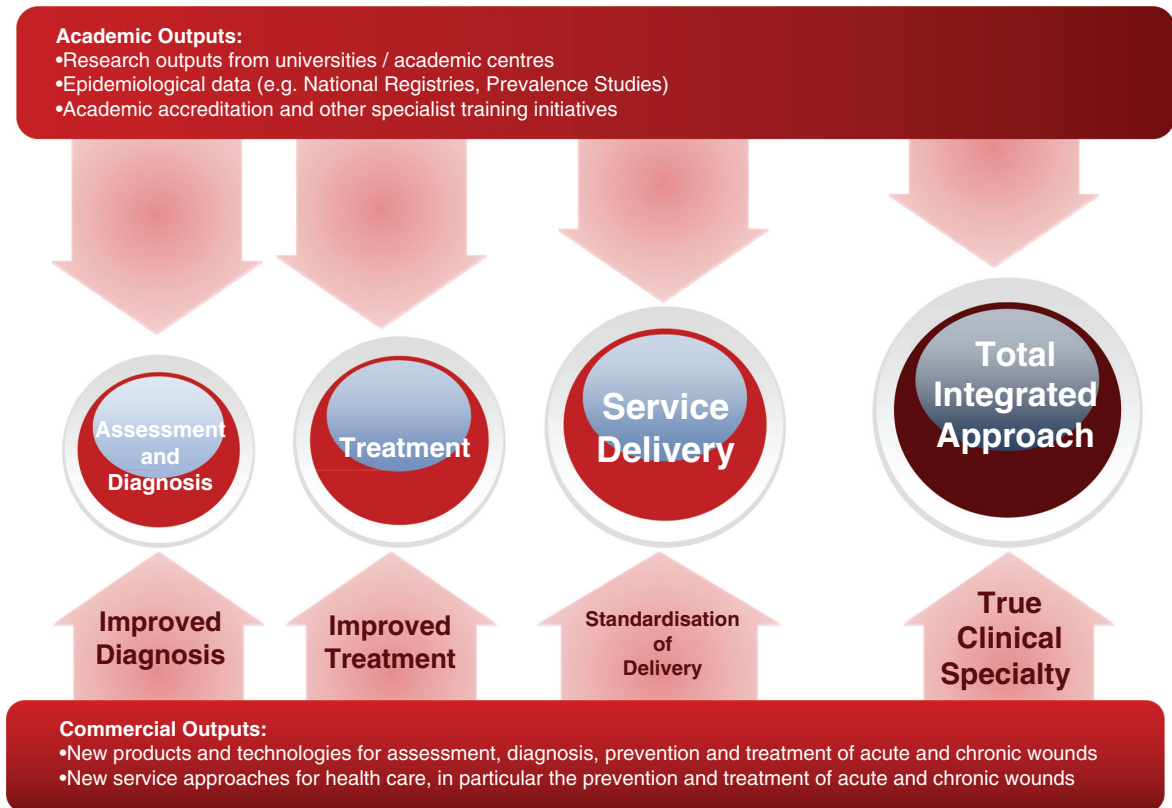 Academic Outputs:
•Research outputs from universities / academic centres
•Epidemiological data (e.g. National Registries, Prevalence Studies)
•Academic accreditation and other specialist training initiatives
Assessment
and
Diagnosis
Treatment
Service
Delivery
Total
Integrated
Approach
Improved
Diagnosis
Improved
Treatment
Standardisation
of
Delivery
True
Clinical
Specialty
Commercial Outputs:
•New products and technologies for assessment, diagnosis, prevention and treatment of acute and chronic wounds
•New service approaches for health care, in particular the prevention and treatment of acute and chronic wounds